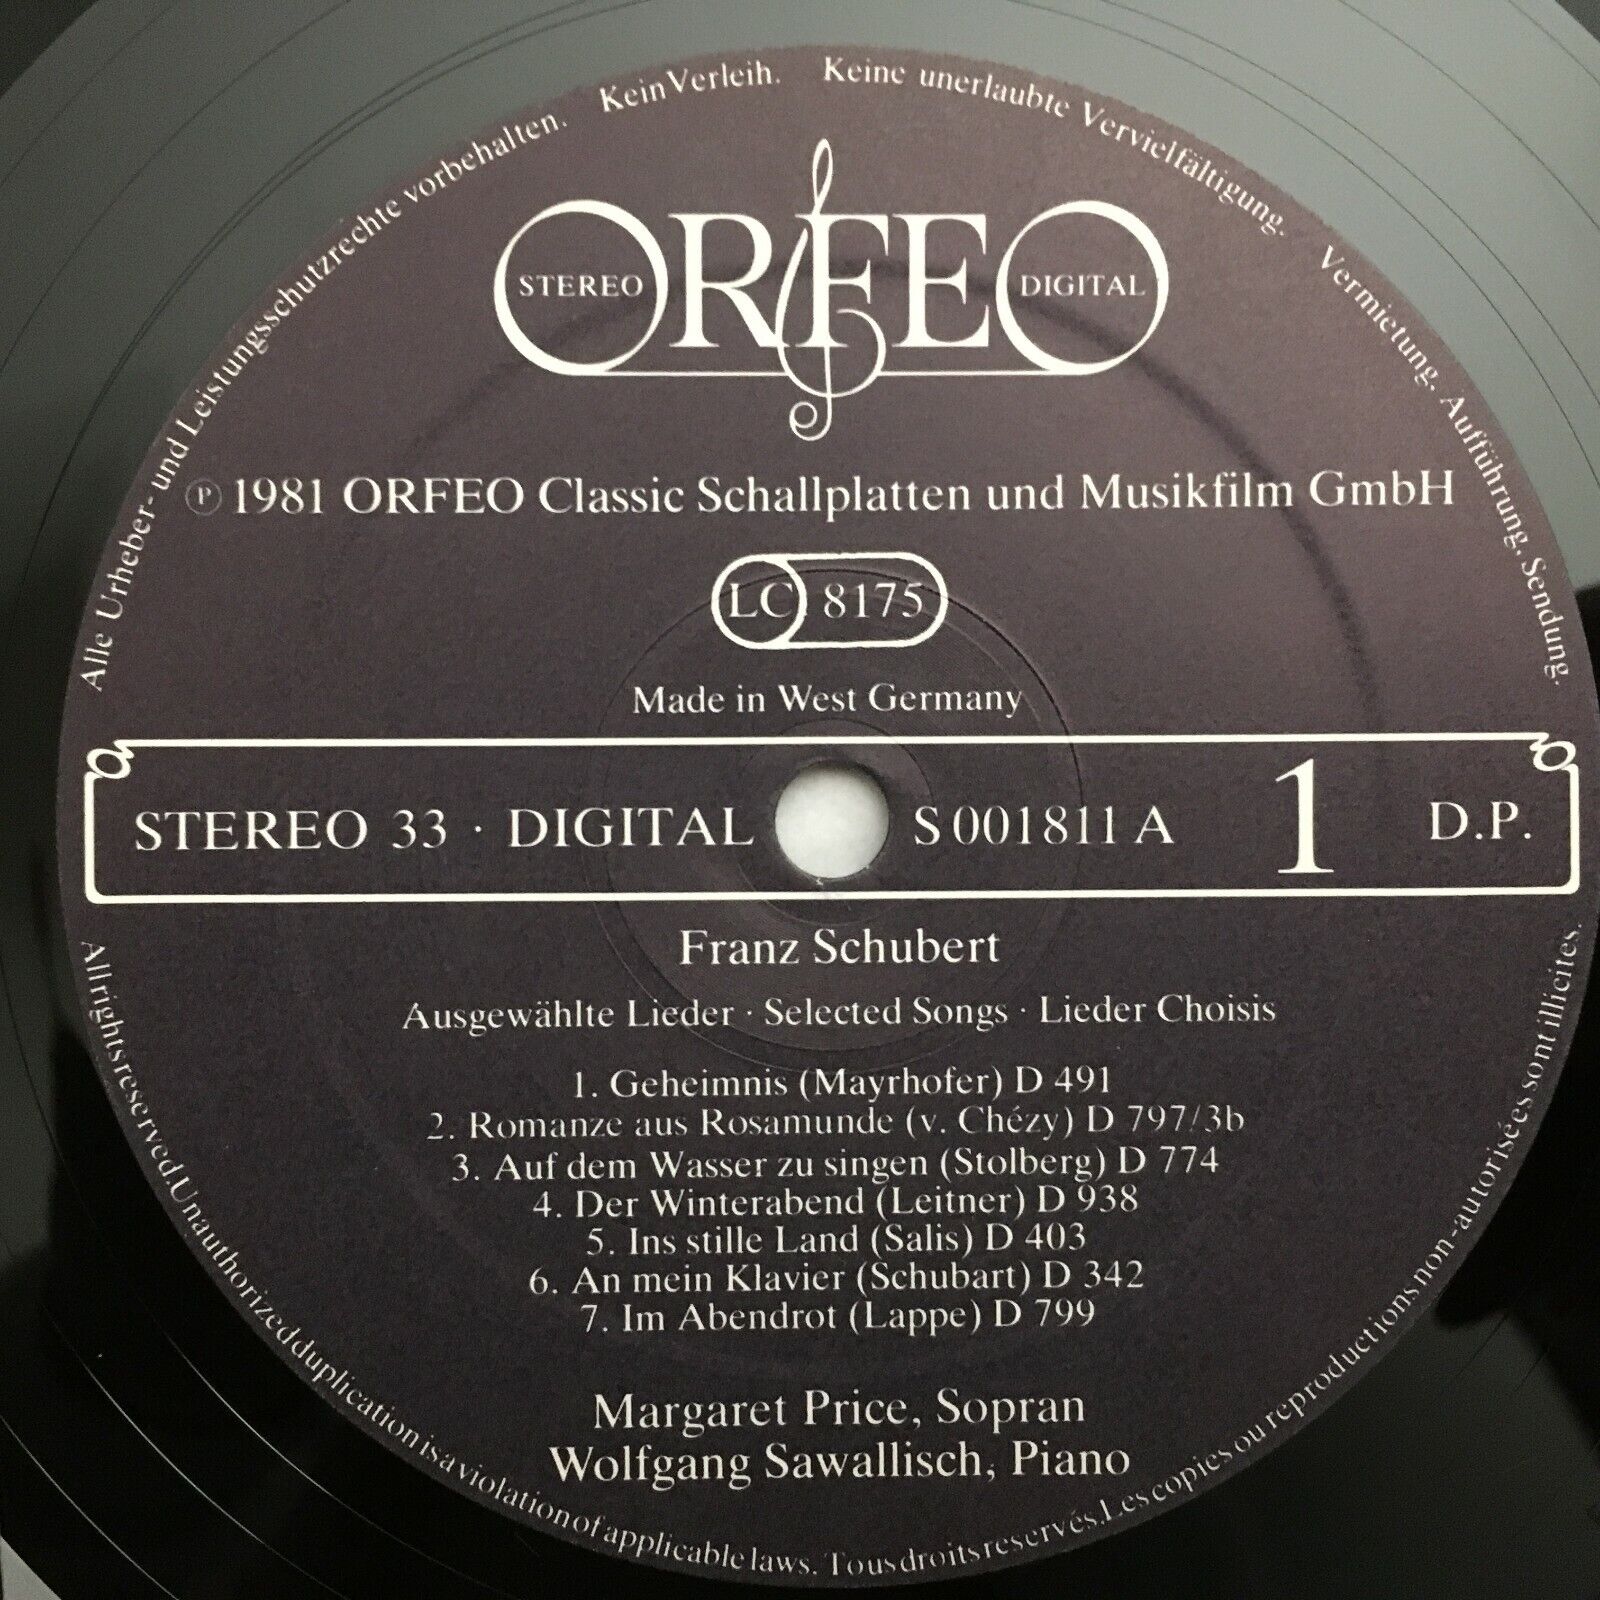 Alle Urheber- und Leistungsschutzrechte vorbehalten. Kein Verleih. Keine unerlaubte Vervielfältigung. Vermietung. Aufführung. Sendung.
ORFEO
STEREO
DIGITAL
℗ 1981 ORFEO Classic Schallplatten und Musikfilm GmbH
LC 8175
Made in West Germany
STEREO 33 · DIGITAL S 001811 A 1 D.P.
Franz Schubert
Ausgewählte Lieder · Selected Songs · Lieder Choisis
1. Geheimnis (Mayrhofer) D 491
2. Romanze aus Rosamunde (v. Chézy) D 797/3b
3. Auf dem Wasser zu singen (Stolberg) D 774
4. Der Winterabend (Leitner) D 938
5. Ins stille Land (Salis) D 403
6. An mein Klavier (Schubart) D 342
7. Im Abendrot (Lappe) D 799
Margaret Price, Sopran
Wolfgang Sawallisch, Piano
All rights reserved. Unauthorized duplication is a violation of applicable laws. Tous droits reservés. Les copies ou reproductions non-autorisées sont illicites.